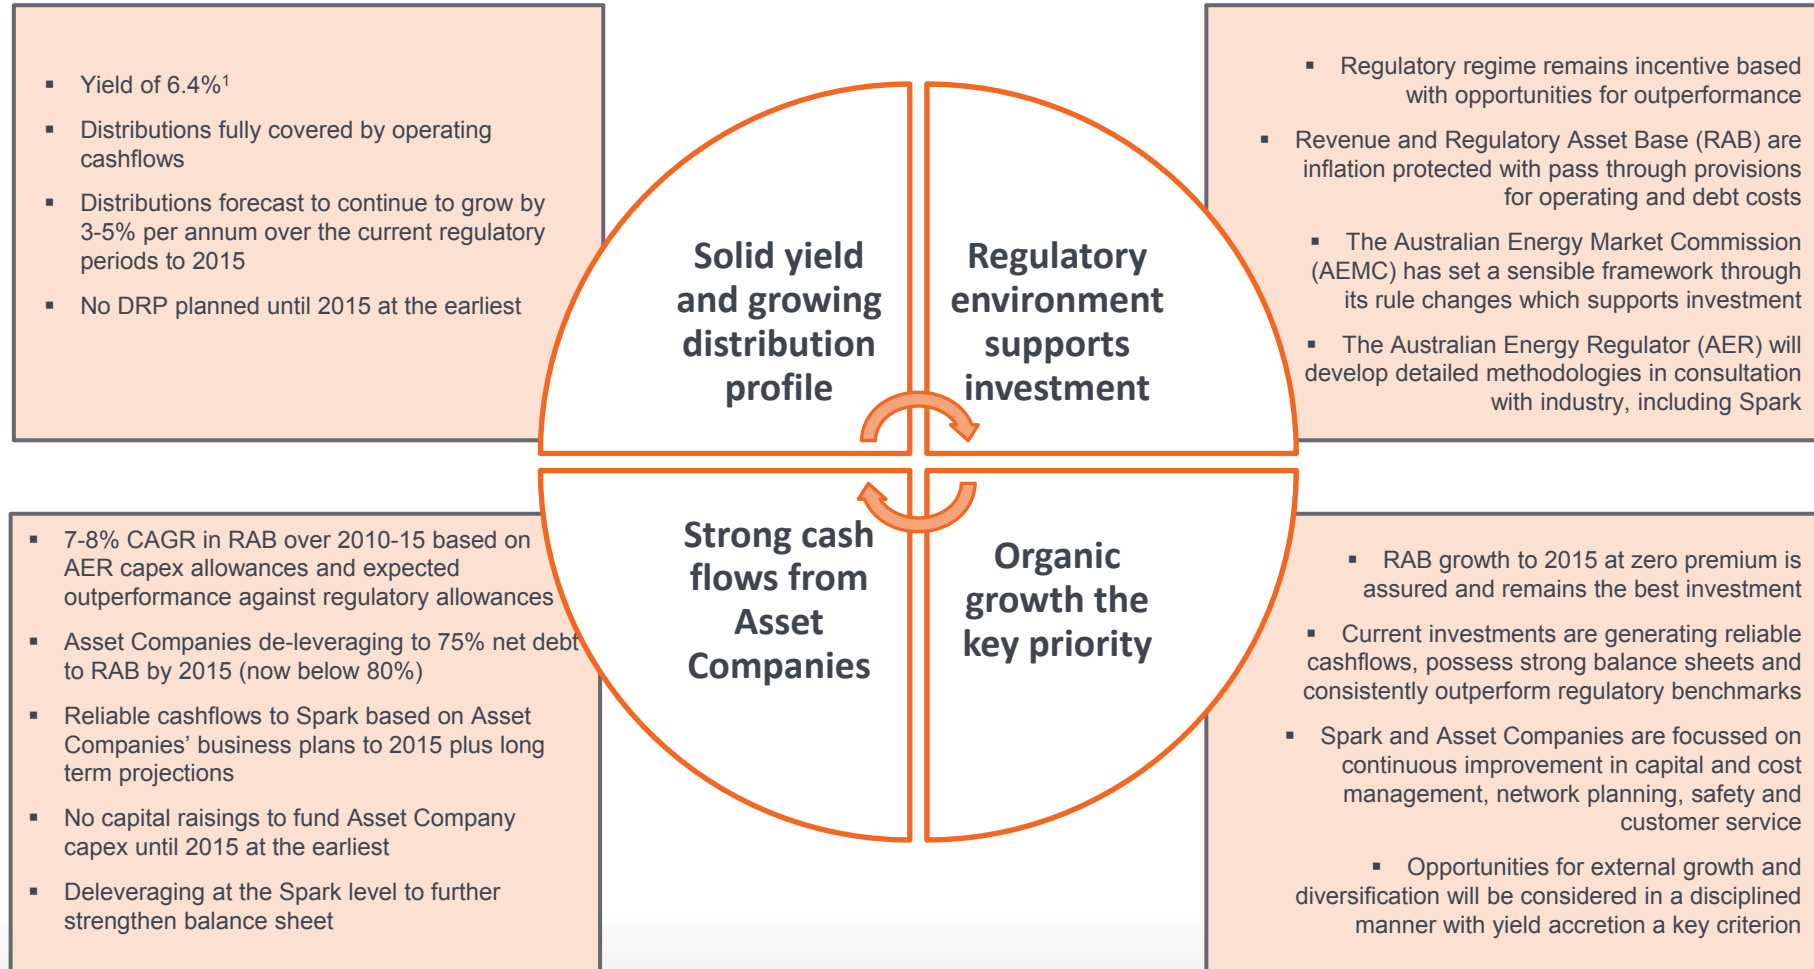 ▪ Yield of 6.4%¹
▪ Distributions fully covered by operating
cashflows
▪ Distributions forecast to continue to grow by
3-5% per annum over the current regulatory
periods to 2015
▪ No DRP planned until 2015 at the earliest
Solid yield
and growing
distribution
profile
Regulatory
environment
supports
investment
▪ Regulatory regime remains incentive based
with opportunities for outperformance
▪ Revenue and Regulatory Asset Base (RAB) are
inflation protected with pass through provisions
for operating and debt costs
▪ The Australian Energy Market Commission
(AEMC) has set a sensible framework through
its rule changes which supports investment
▪ The Australian Energy Regulator (AER) will
develop detailed methodologies in consultation
with industry, including Spark
▪ 7-8% CAGR in RAB over 2010-15 based on
AER capex allowances and expected
outperformance against regulatory allowances
▪ Asset Companies de-leveraging to 75% net debt
to RAB by 2015 (now below 80%)
▪ Reliable cashflows to Spark based on Asset
Companies’ business plans to 2015 plus long
term projections
▪ No capital raisings to fund Asset Company
capex until 2015 at the earliest
▪ Deleveraging at the Spark level to further
strengthen balance sheet
Strong cash
flows from
Asset
Companies
Organic
growth the
key priority
▪ RAB growth to 2015 at zero premium is
assured and remains the best investment
▪ Current investments are generating reliable
cashflows, possess strong balance sheets and
consistently outperform regulatory benchmarks
▪ Spark and Asset Companies are focussed on
continuous improvement in capital and cost
management, network planning, safety and
customer service
▪ Opportunities for external growth and
diversification will be considered in a disciplined
manner with yield accretion a key criterion